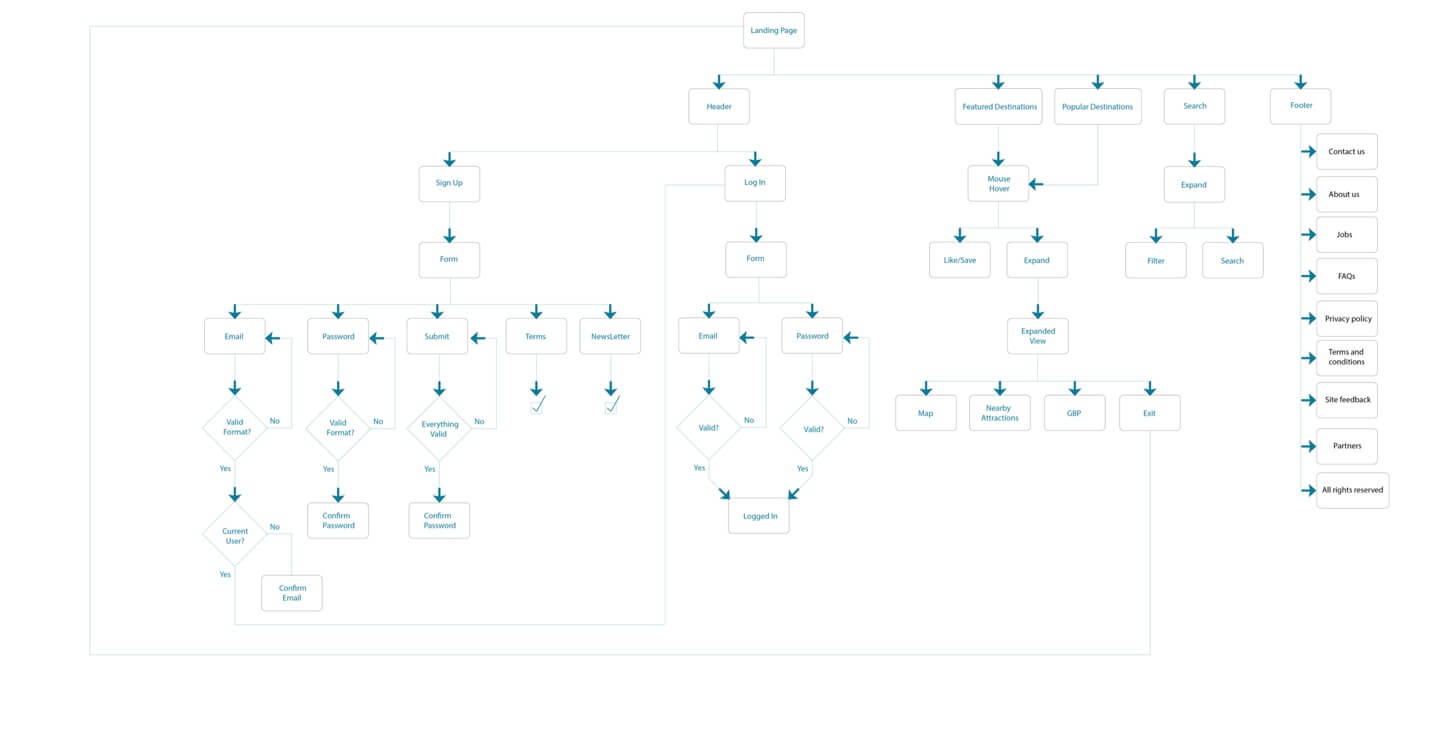 Landing Page
Header
Featured Destinations
Popular Destinations
Search
Footer
Sign Up
Log In
Mouse
Hover
Expand
Contact us
About us
Jobs
FAQs
Privacy policy
Terms and
conditions
Site feedback
Partners
All rights reserved
Form
Form
Like/Save
Expand
Filter
Search
Email
Password
Submit
Terms
NewsLetter
Email
Password
Expanded
View
Valid
Format?
No
Yes
Valid
Format?
No
Yes
Everything
Valid
No
Yes
Valid?
No
Yes
Valid?
No
Yes
Map
Nearby
Attractions
GBP
Exit
Current
User?
No
Yes
Confirm
Password
Confirm
Password
Logged In
Confirm
Email